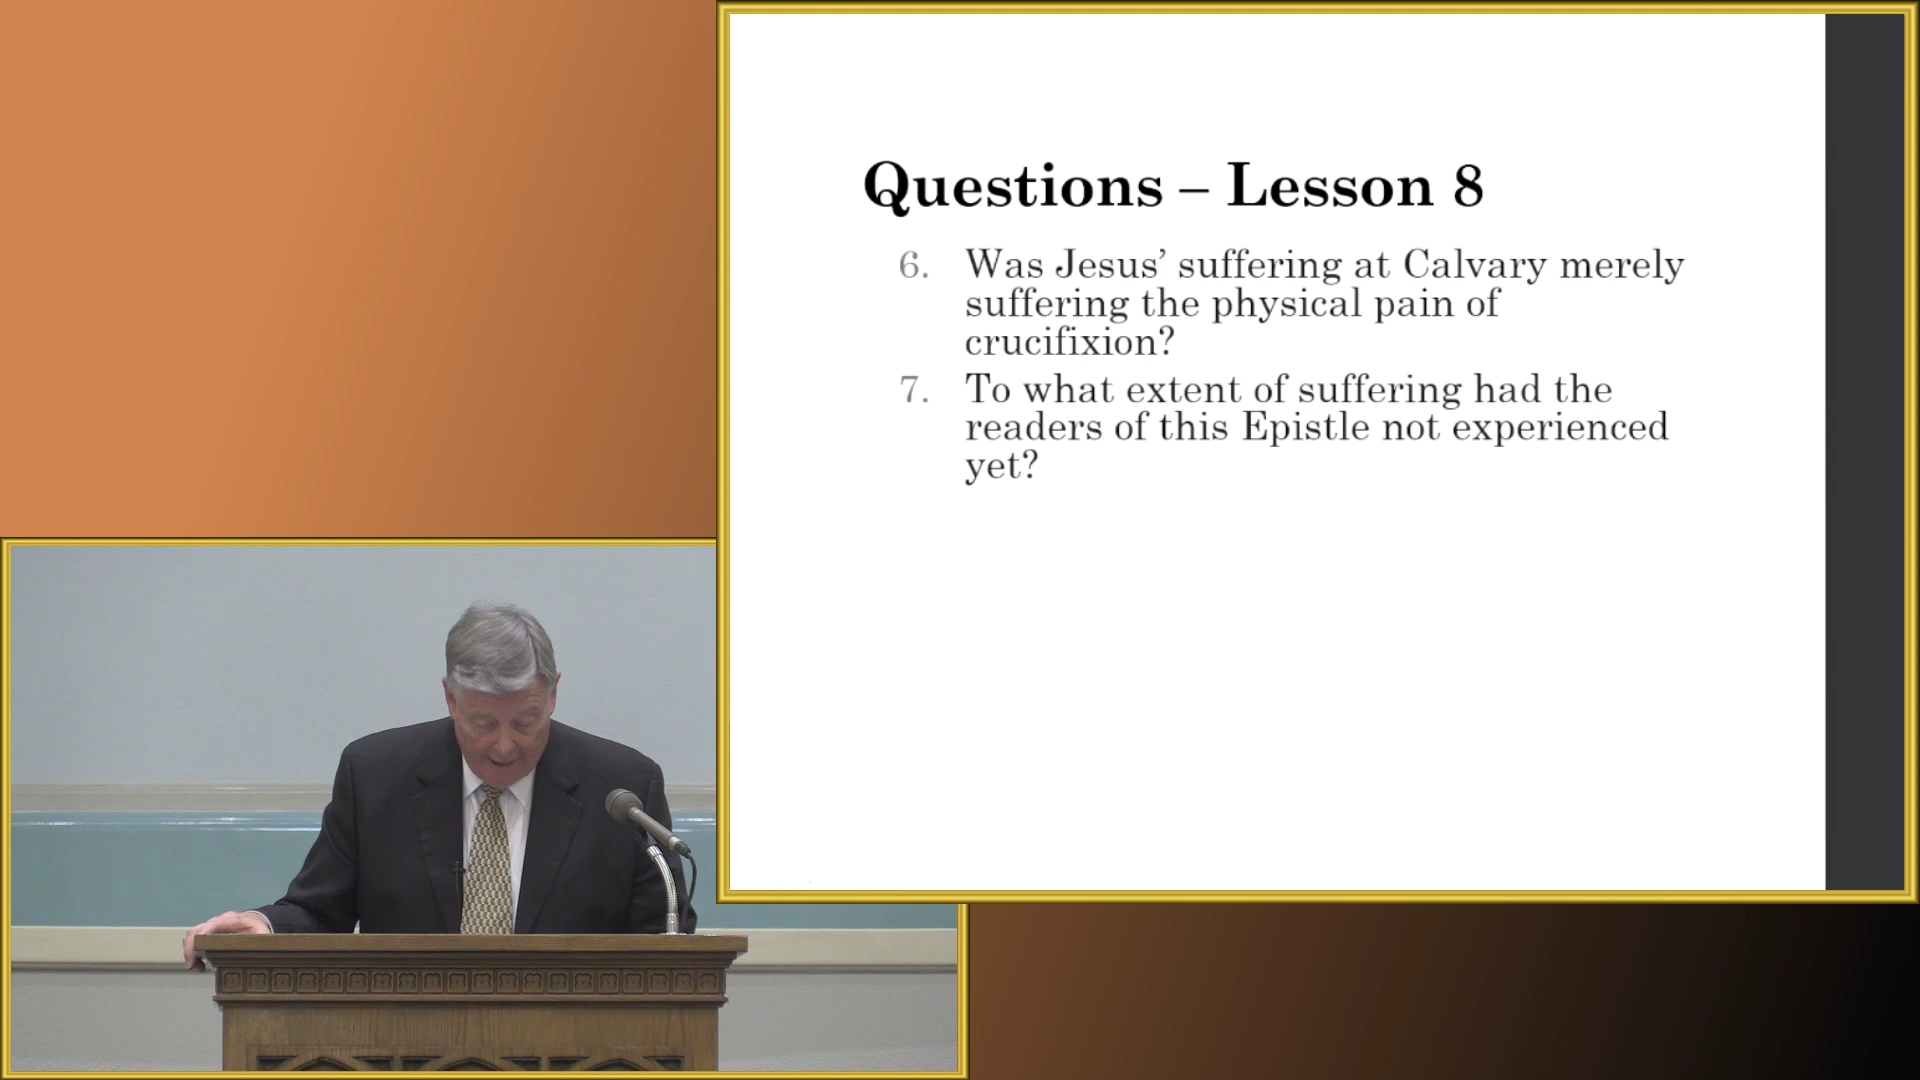 Questions – Lesson 8
6. Was Jesus’ suffering at Calvary merely
suffering the physical pain of
crucifixion?
7. To what extent of suffering had the
readers of this Epistle not experienced
yet?